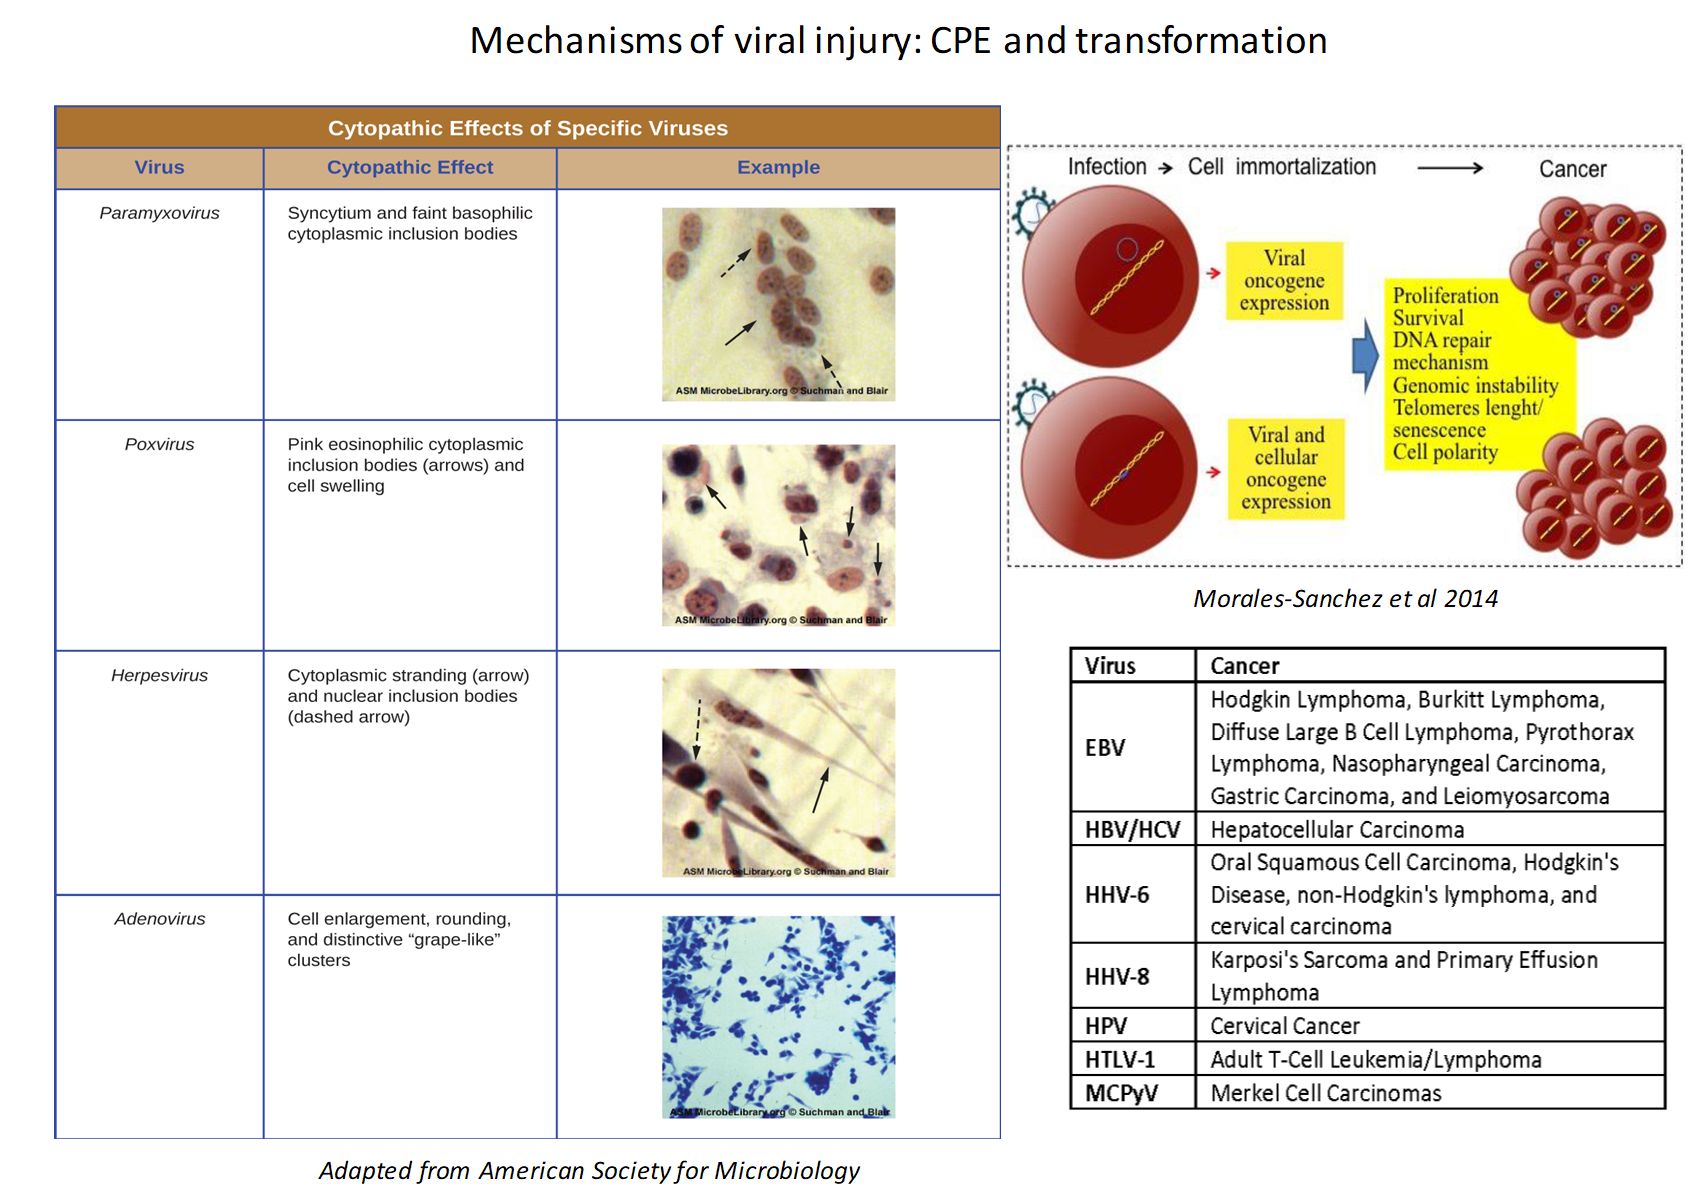 Mechanisms of viral injury: CPE and transformation
Cytopathic Effects of Specific Viruses
Virus
Cytopathic Effect
Example
Paramyxovirus
Syncytium and faint basophilic
cytoplasmic inclusion bodies
ASM MicrobeLibrary.org © Suchman and Blair
Poxvirus
Pink eosinophilic cytoplasmic
inclusion bodies (arrows) and
cell swelling
ASM MicrobeLibrary.org © Suchman and Blair
Herpesvirus
Cytoplasmic stranding (arrow)
and nuclear inclusion bodies
(dashed arrow)
ASM MicrobeLibrary.org © Suchman and Blair
Adenovirus
Cell enlargement, rounding,
and distinctive “grape-like”
clusters
ASM MicrobeLibrary.org © Suchman and Blair
Adapted from American Society for Microbiology
Infection → Cell immortalization → Cancer
Viral
oncogene
expression
Viral and
cellular
oncogene
expression
Proliferation
Survival
DNA repair
mechanism
Genomic instability
Telomeres lenght/
senescence
Cell polarity
Morales-Sanchez et al 2014
Virus
Cancer
EBV
Hodgkin Lymphoma, Burkitt Lymphoma,
Diffuse Large B Cell Lymphoma, Pyrothorax
Lymphoma, Nasopharyngeal Carcinoma,
Gastric Carcinoma, and Leiomyosarcoma
HBV/HCV
Hepatocellular Carcinoma
HHV-6
Oral Squamous Cell Carcinoma, Hodgkin's
Disease, non-Hodgkin's lymphoma, and
cervical carcinoma
HHV-8
Karposi's Sarcoma and Primary Effusion
Lymphoma
HPV
Cervical Cancer
HTLV-1
Adult T-Cell Leukemia/Lymphoma
MCPyV
Merkel Cell Carcinomas